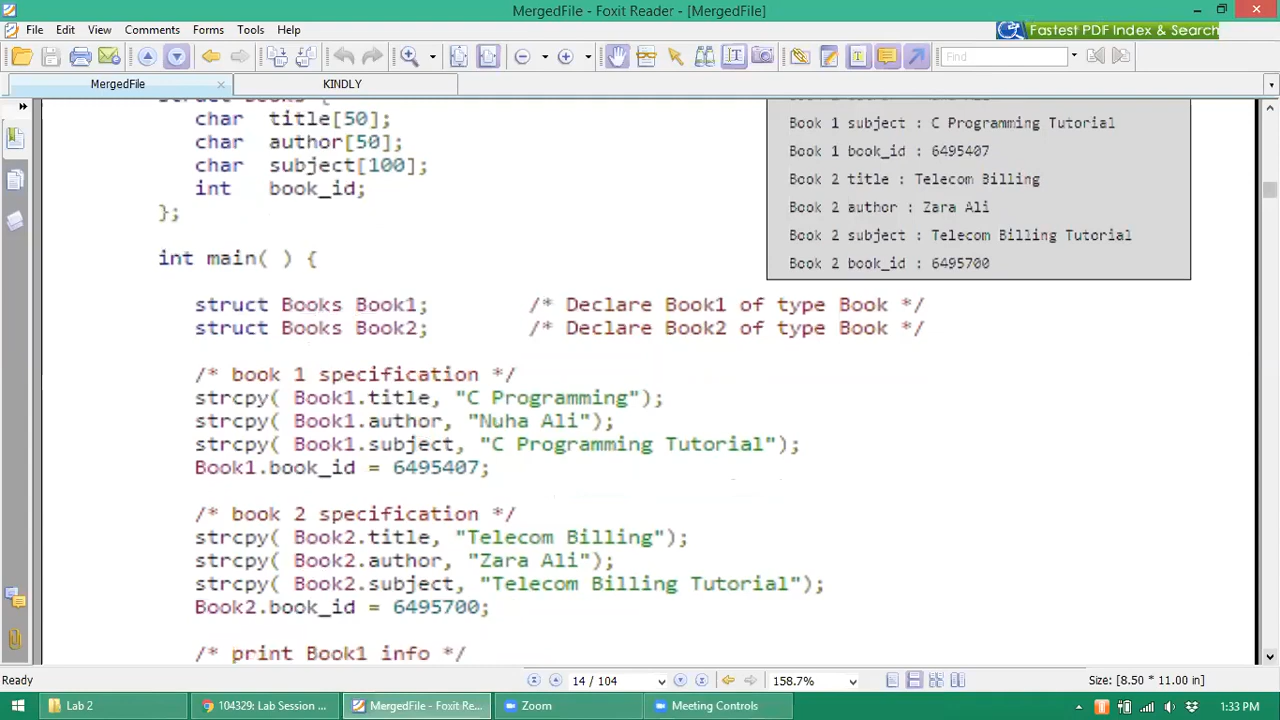 MergedFile - Foxit Reader - [MergedFile]
File Edit View Comments Forms Tools Help
Fastest PDF Index & Search
Find
MergedFile
KINDLY
struct Books {
char title[50];
char author[50];
subject[100];
int book_id;
};
int main( ) {
struct Books Book1; /* Declare Book1 of type Book */
struct Books Book2; /* Declare Book2 of type Book */
/* book 1 specification */
strcpy( Book1.title, "C Programming");
strcpy( Book1.author, "Nuha Ali");
strcpy( Book1.subject, "C Programming Tutorial");
Book1.book_id = 6495407;
/* book 2 specification */
strcpy( Book2.title, "Telecom Billing");
strcpy( Book2.author, "Zara Ali");
strcpy( Book2.subject, "Telecom Billing Tutorial");
Book2.book_id = 6495700;
/* print Book1 info */
Book 1 subject : C Programming Tutorial
Book 1 book_id : 6495407
Book 2 title : Telecom Billing
Book 2 author : Zara Ali
Book 2 subject : Telecom Billing Tutorial
Book 2 book_id : 6495700
Ready
14 / 104
158.7%
Size: [8.50 * 11.00 in]
Lab 2
104329: Lab Session ...
MergedFile - Foxit Re...
Zoom
Meeting Controls
1:33 PM